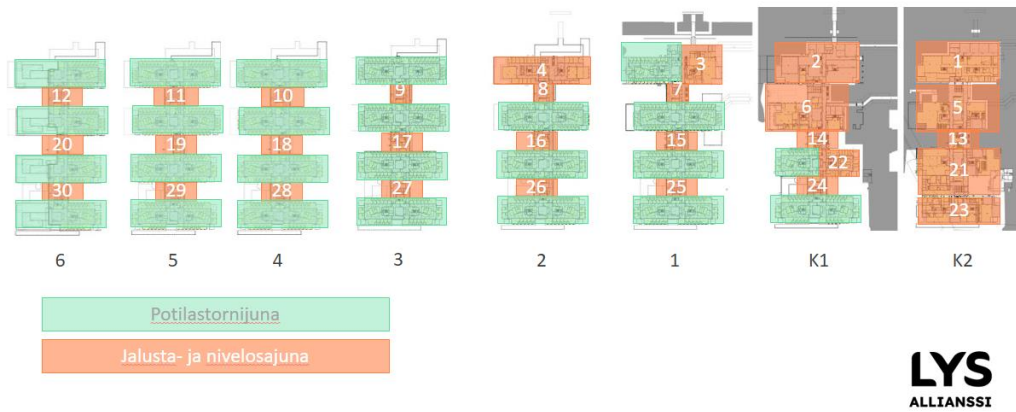 12 11 10 9 4 3 2 1
8 7 6 5
20 19 18 17 16 15 14 13
22 21
30 29 28 27 26 25 24 23
6 5 4 3 2 1 K1 K2
Potilastornijuna
Jalusta- ja nivelosajuna
LYS
ALLIANSSI